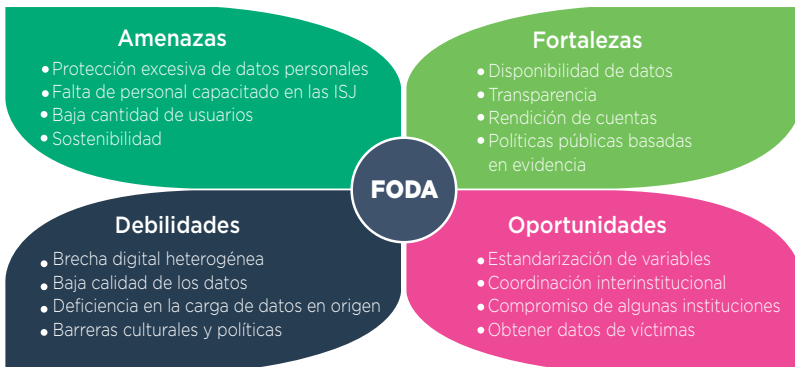 Amenazas
• Protección excesiva de datos personales
• Falta de personal capacitado en las ISJ
• Baja cantidad de usuarios
• Sostenibilidad
Fortalezas
• Disponibilidad de datos
• Transparencia
• Rendición de cuentas
• Políticas públicas basadas
en evidencia
FODA
Debilidades
• Brecha digital heterogénea
• Baja calidad de los datos
• Deficiencia en la carga de datos en origen
• Barreras culturales y políticas
Oportunidades
• Estandarización de variables
• Coordinación interinstitucional
• Compromiso de algunas instituciones
• Obtener datos de víctimas